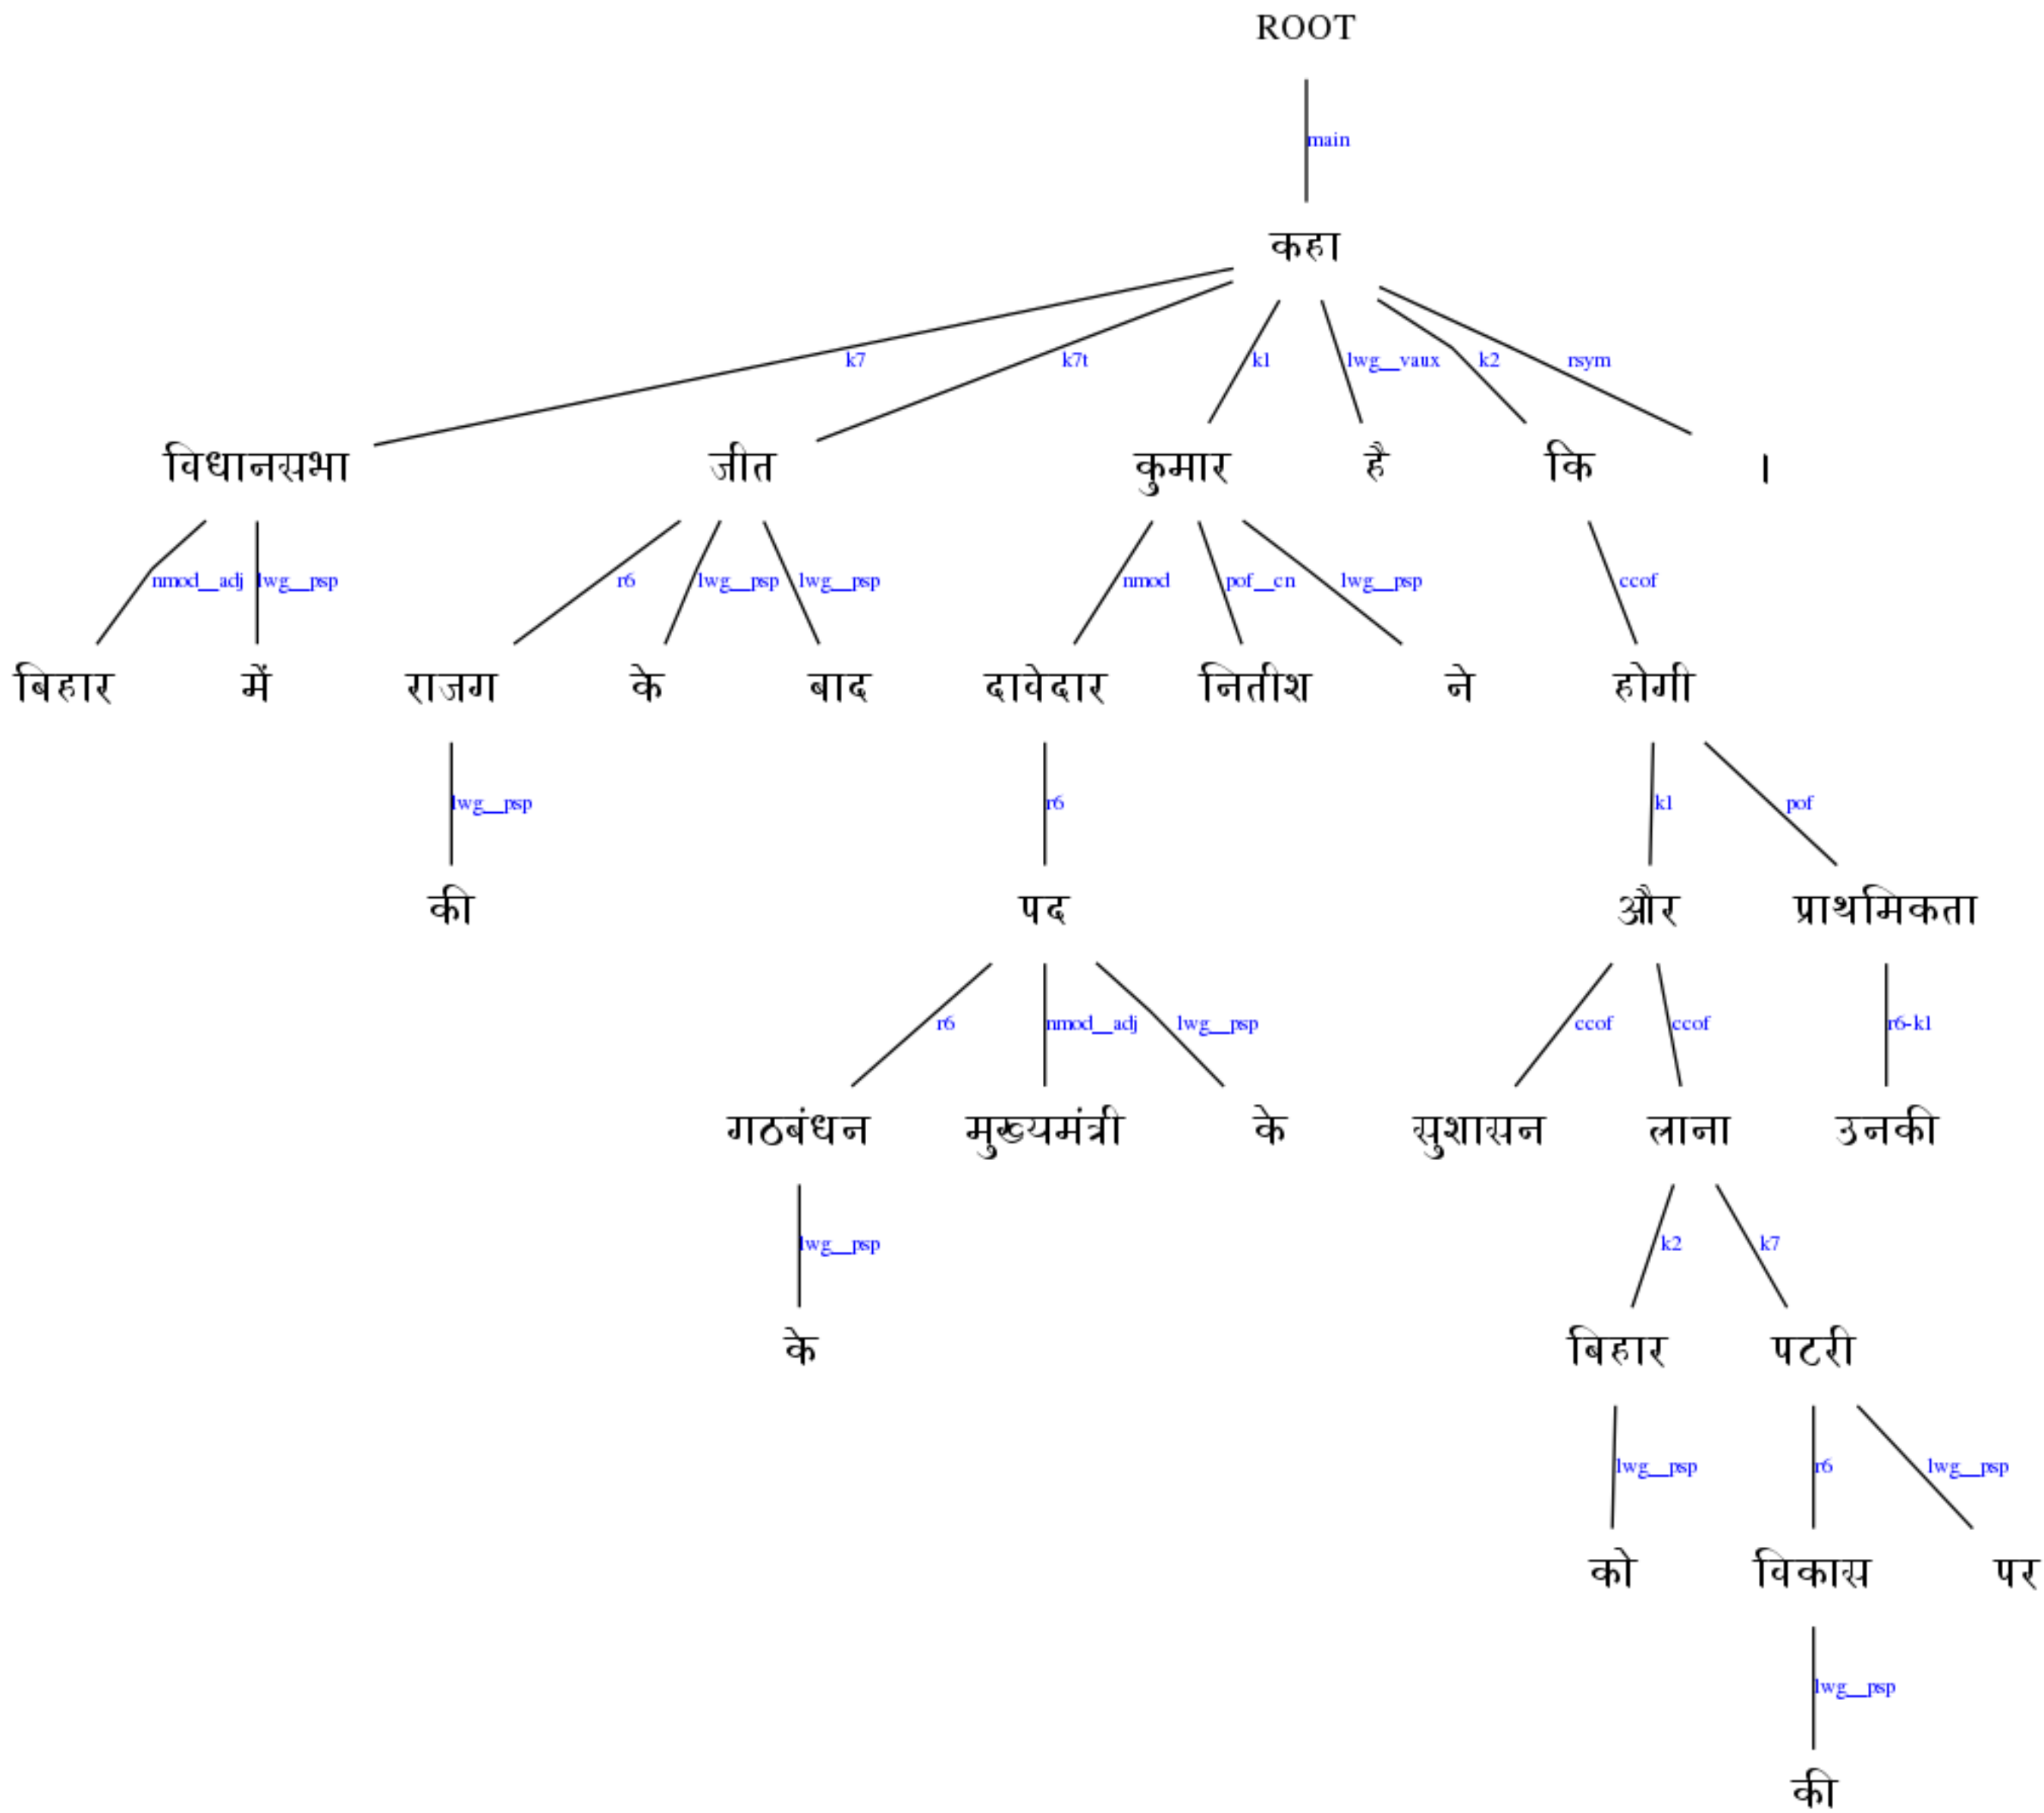 ROOT
main
कहा
k7 k7t k1 lwg__vaux k2 rsym
विधानसभा जीत कुमार है कि ।
nmod__adj lwg__psp r6 lwg__psp lwg__psp nmod pof__cn lwg__psp ccof
बिहार में राजग के बाद दावेदार नितीश ने होगी
lwg__psp r6 k1 pof
की पद और प्राथमिकता
r6 nmod__adj lwg__psp ccof ccof r6-k1
गठबंधन मुख्यमंत्री के सुशासन लाना उनकी
lwg__psp k2 k7
के बिहार पटरी
lwg__psp r6 lwg__psp
को विकास पर
lwg__psp
की